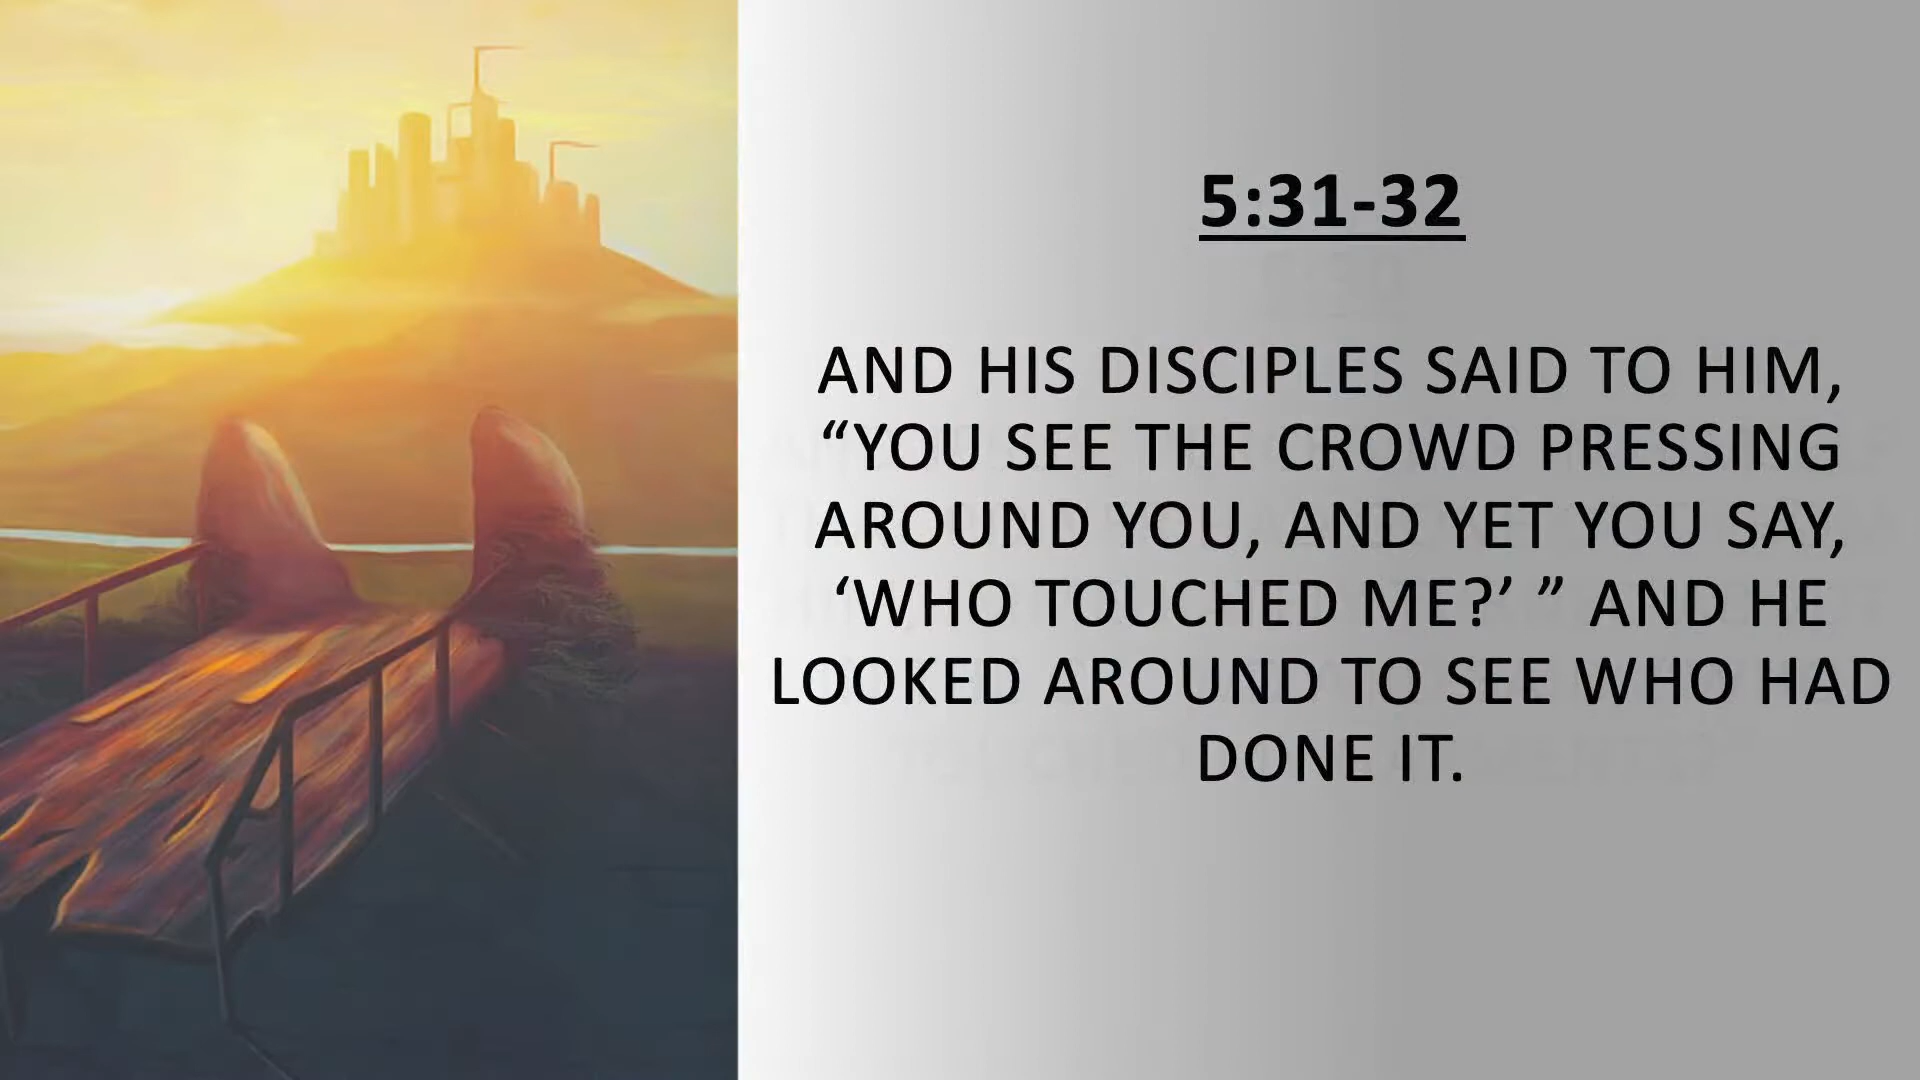 5:31-32
AND HIS DISCIPLES SAID TO HIM,
“YOU SEE THE CROWD PRESSING
AROUND YOU, AND YET YOU SAY,
‘WHO TOUCHED ME?’ ” AND HE
LOOKED AROUND TO SEE WHO HAD
DONE IT.